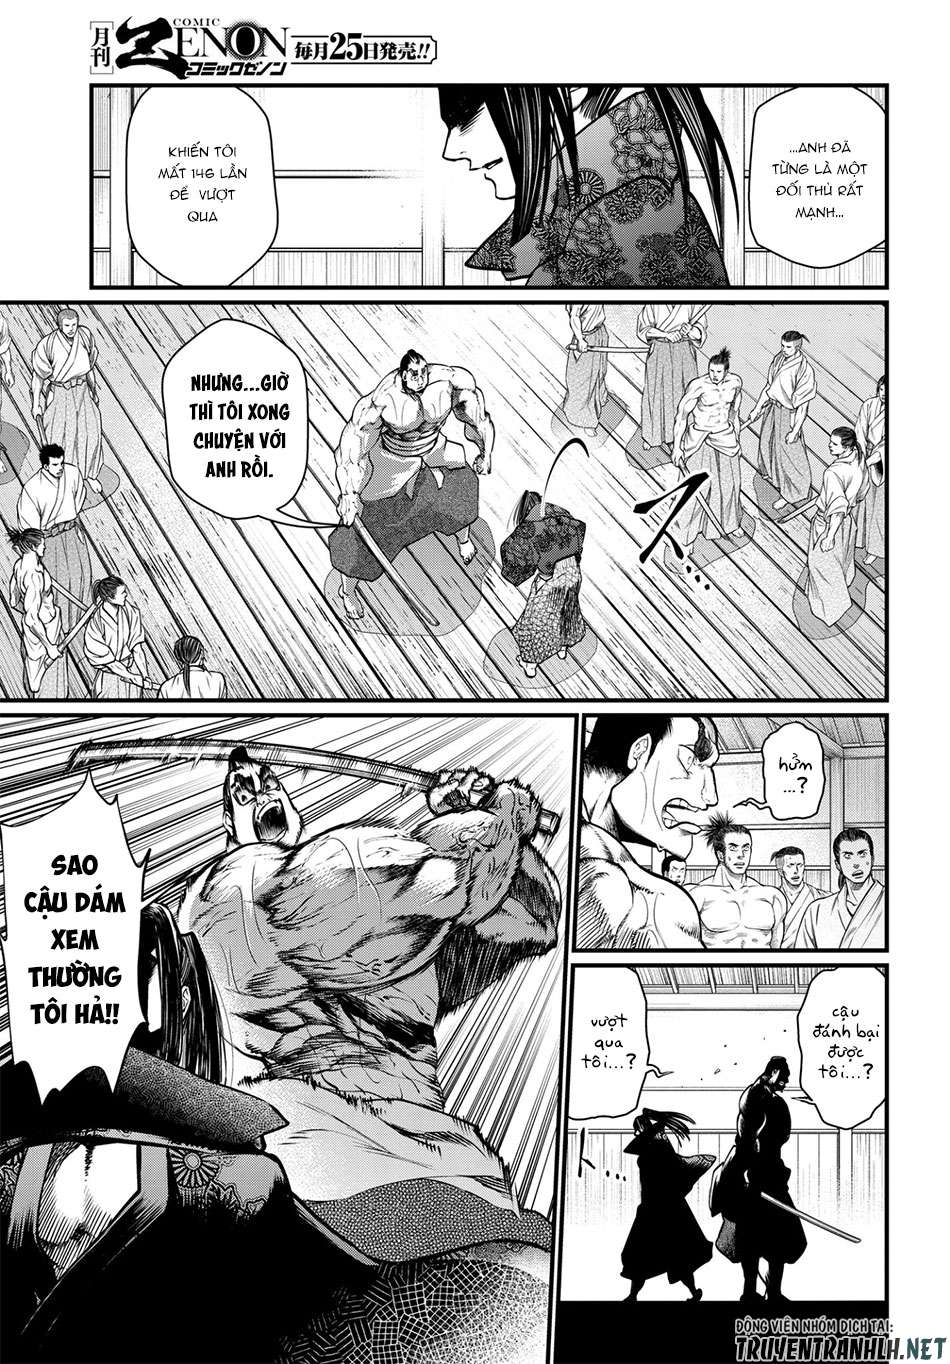 月刊
COMIC
ZENON
コミックゼノン
毎月25日発売!!
...ANH ĐÃ
TỪNG LÀ MỘT
ĐỐI THỦ RẤT
MẠNH...
KHIẾN TÔI
MẤT 146 LẦN
ĐỂ VƯỢT
QUA
NHƯNG...GIỜ
THÌ TÔI XONG
CHUYỆN VỚI
ANH RỒI.
ス...
hửm
...?
cậu
đánh bại
được
tôi...?
vượt
qua
tôi...?
ト...
SAO
CẬU DÁM
XEM
THƯỜNG
TÔI HẢ!!
ĐỘNG VIÊN NHÓM DỊCH TẠI:
TRUYENTRANHLH.NET